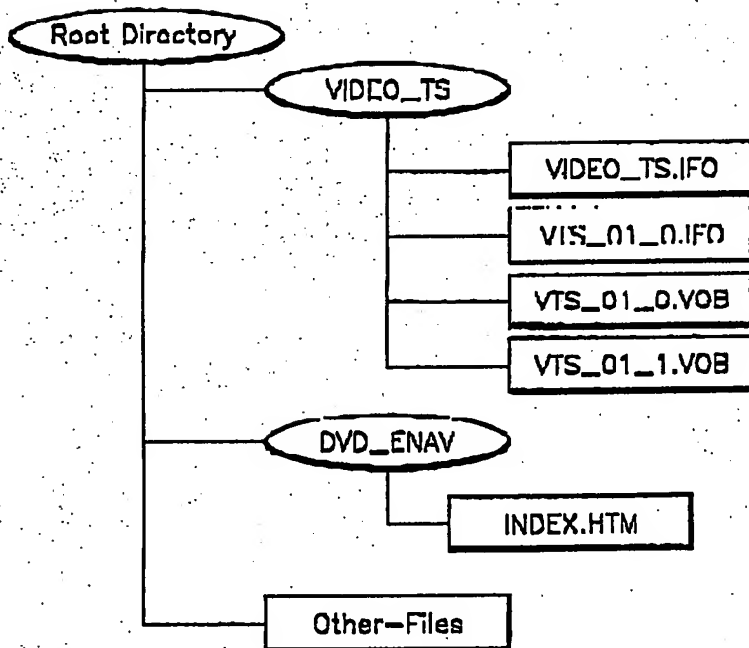 Root Directory
VIDEO_TS
VIDEO_TS.IFO
VTS_01_0.IFO
VTS_01_0.VOB
VTS_01_1.VOB
DVD_ENAV
INDEX.HTM
Other-Files